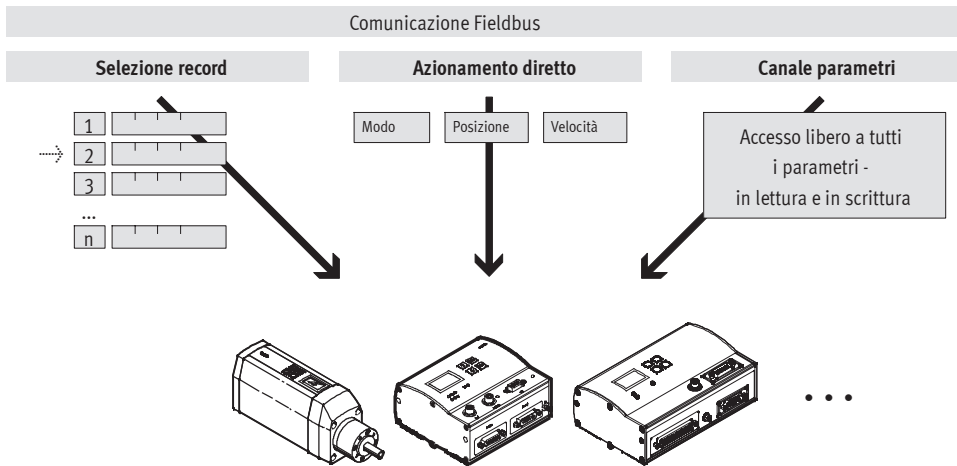 Comunicazione Fieldbus
Selezione record
Azionamento diretto
Canale parametri
1
2
3
...
n
Modo
Posizione
Velocità
Accesso libero a tutti
i parametri -
in lettura e in scrittura